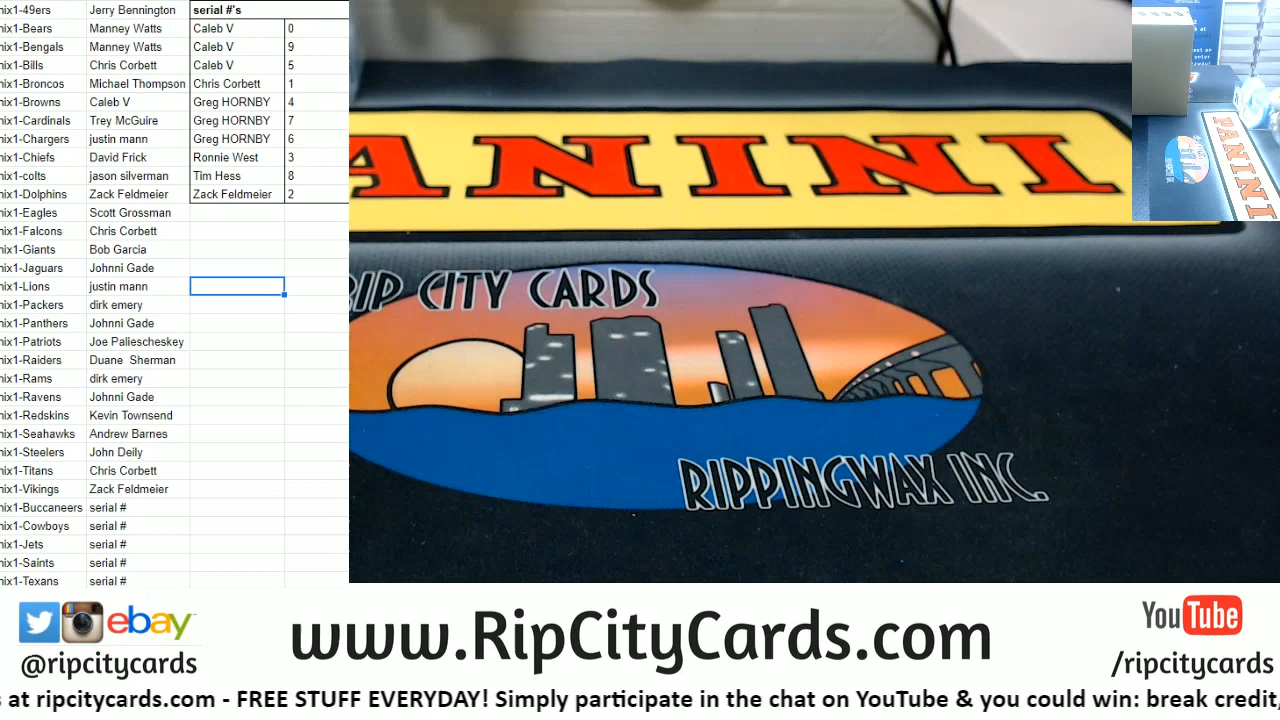 nix1-49ers Jerry Bennington serial #'s
nix1-Bears Manney Watts Caleb V 0
nix1-Bengals Manney Watts Caleb V 9
nix1-Bills Chris Corbett Caleb V 5
nix1-Broncos Michael Thompson Chris Corbett 1
nix1-Browns Caleb V Greg HORNBY 4
nix1-Cardinals Trey McGuire Greg HORNBY 7
nix1-Chargers justin mann Greg HORNBY 6
nix1-Chiefs David Frick Ronnie West 3
nix1-colts jason silverman Tim Hess 8
nix1-Dolphins Zack Feldmeier Zack Feldmeier 2
nix1-Eagles Scott Grossman
nix1-Falcons Chris Corbett
nix1-Giants Bob Garcia
nix1-Jaguars Johnni Gade
nix1-Lions justin mann
nix1-Packers dirk emery
nix1-Panthers Johnni Gade
nix1-Patriots Joe Paliescheskey
nix1-Raiders Duane Sherman
nix1-Rams dirk emery
nix1-Ravens Johnni Gade
nix1-Redskins Kevin Townsend
nix1-Seahawks Andrew Barnes
nix1-Steelers John Deily
nix1-Titans Chris Corbett
nix1-Vikings Zack Feldmeier
nix1-Buccaneers serial #
nix1-Cowboys serial #
nix1-Jets serial #
nix1-Saints serial #
nix1-Texans serial #
ANINI
RIP CITY CARDS
RIPPINGWAX INC.
PANINI
ebay
@ripcitycards
www.RipCityCards.com
YouTube
/ripcitycards
s at ripcitycards.com - FREE STUFF EVERYDAY! Simply participate in the chat on YouTube & you could win: break credit,